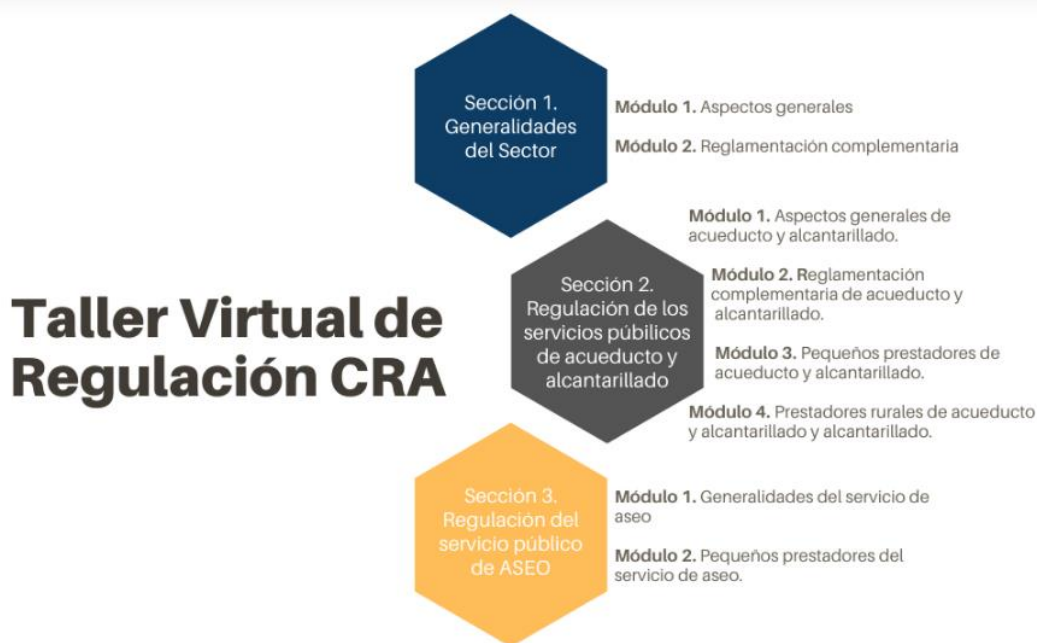 Taller Virtual de
Regulación CRA
Sección 1.
Generalidades
del Sector
Módulo 1. Aspectos generales
Módulo 2. Reglamentación complementaria
Sección 2.
Regulación de los
servicios púbilicos
de acueducto y
alcantarillado
Módulo 1. Aspectos generales de
acueducto y alcantarillado.
Módulo 2. Reglamentación
complementaria de acueducto y
alcantarillado.
Módulo 3. Pequeños prestadores de
acueducto y alcantarillado.
Módulo 4. Prestadores rurales de acueducto
y alcantarillado y alcantarillado.
Sección 3.
Regulación del
servicio público
de ASEO
Módulo 1. Generalidades del servicio de
aseo
Módulo 2. Pequeños prestadores del
servicio de aseo.